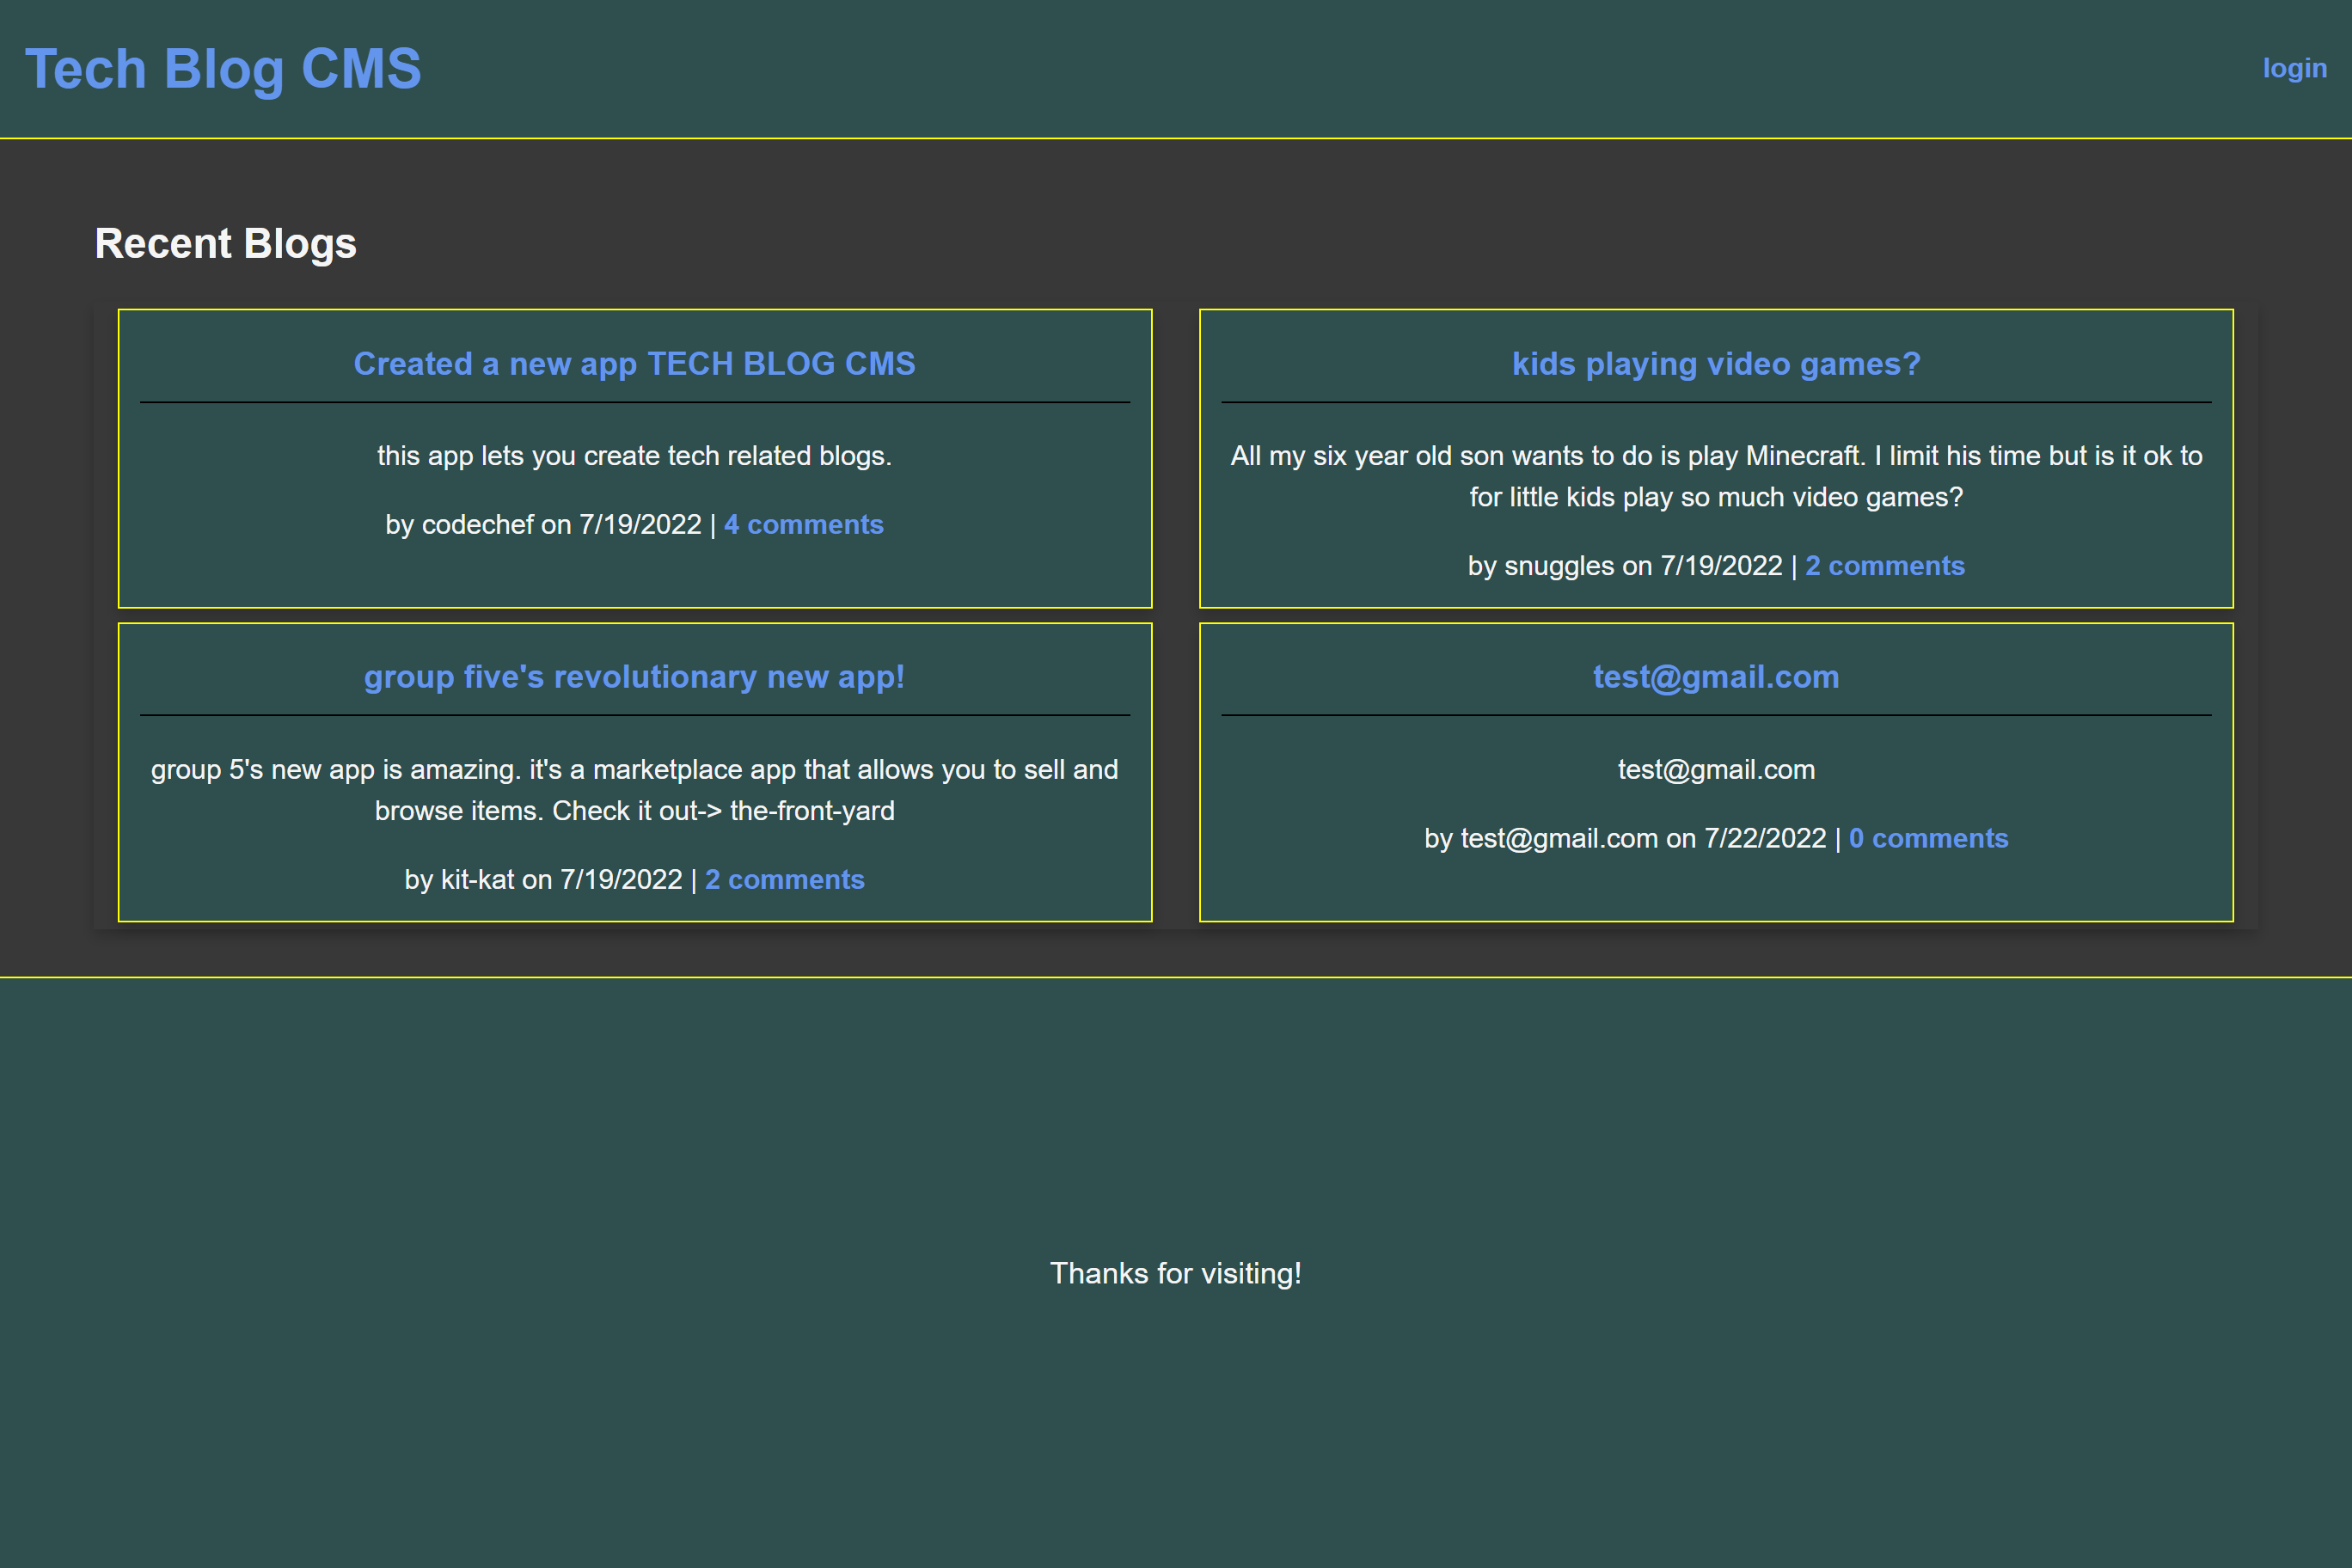 Tech Blog CMS
login
Recent Blogs
Created a new app TECH BLOG CMS
this app lets you create tech related blogs.
by codechef on 7/19/2022 | 4 comments
kids playing video games?
All my six year old son wants to do is play Minecraft. I limit his time but is it ok to
for little kids play so much video games?
by snuggles on 7/19/2022 | 2 comments
group five's revolutionary new app!
group 5's new app is amazing. it's a marketplace app that allows you to sell and
browse items. Check it out-> the-front-yard
by kit-kat on 7/19/2022 | 2 comments
test@gmail.com
test@gmail.com
by test@gmail.com on 7/22/2022 | 0 comments
Thanks for visiting!